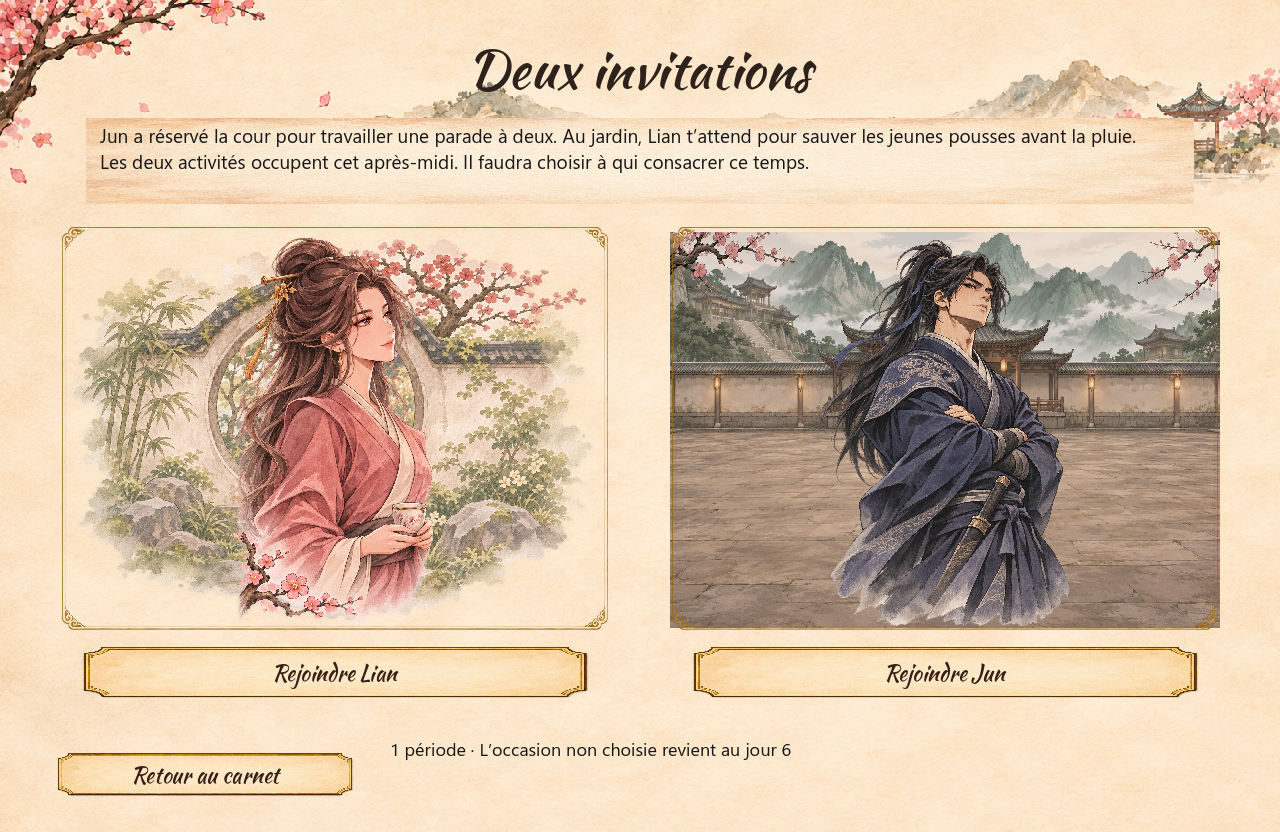 Deux invitations
Jun a réservé la cour pour travailler une parade à deux. Au jardin, Lian t’attend pour sauver les jeunes pousses avant la pluie.
Les deux activités occupent cet après-midi. Il faudra choisir à qui consacrer ce temps.
Rejoindre Lian
Rejoindre Jun
1 période · L’occasion non choisie revient au jour 6
Retour au carnet